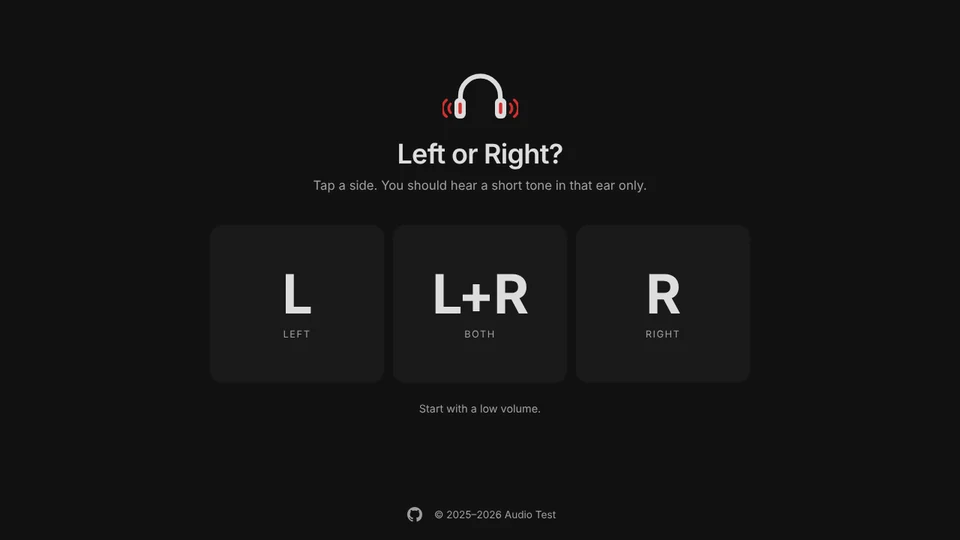 Left or Right?
Tap a side. You should hear a short tone in that ear only.
L
LEFT
L+R
BOTH
R
RIGHT
Start with a low volume.
© 2025–2026 Audio Test